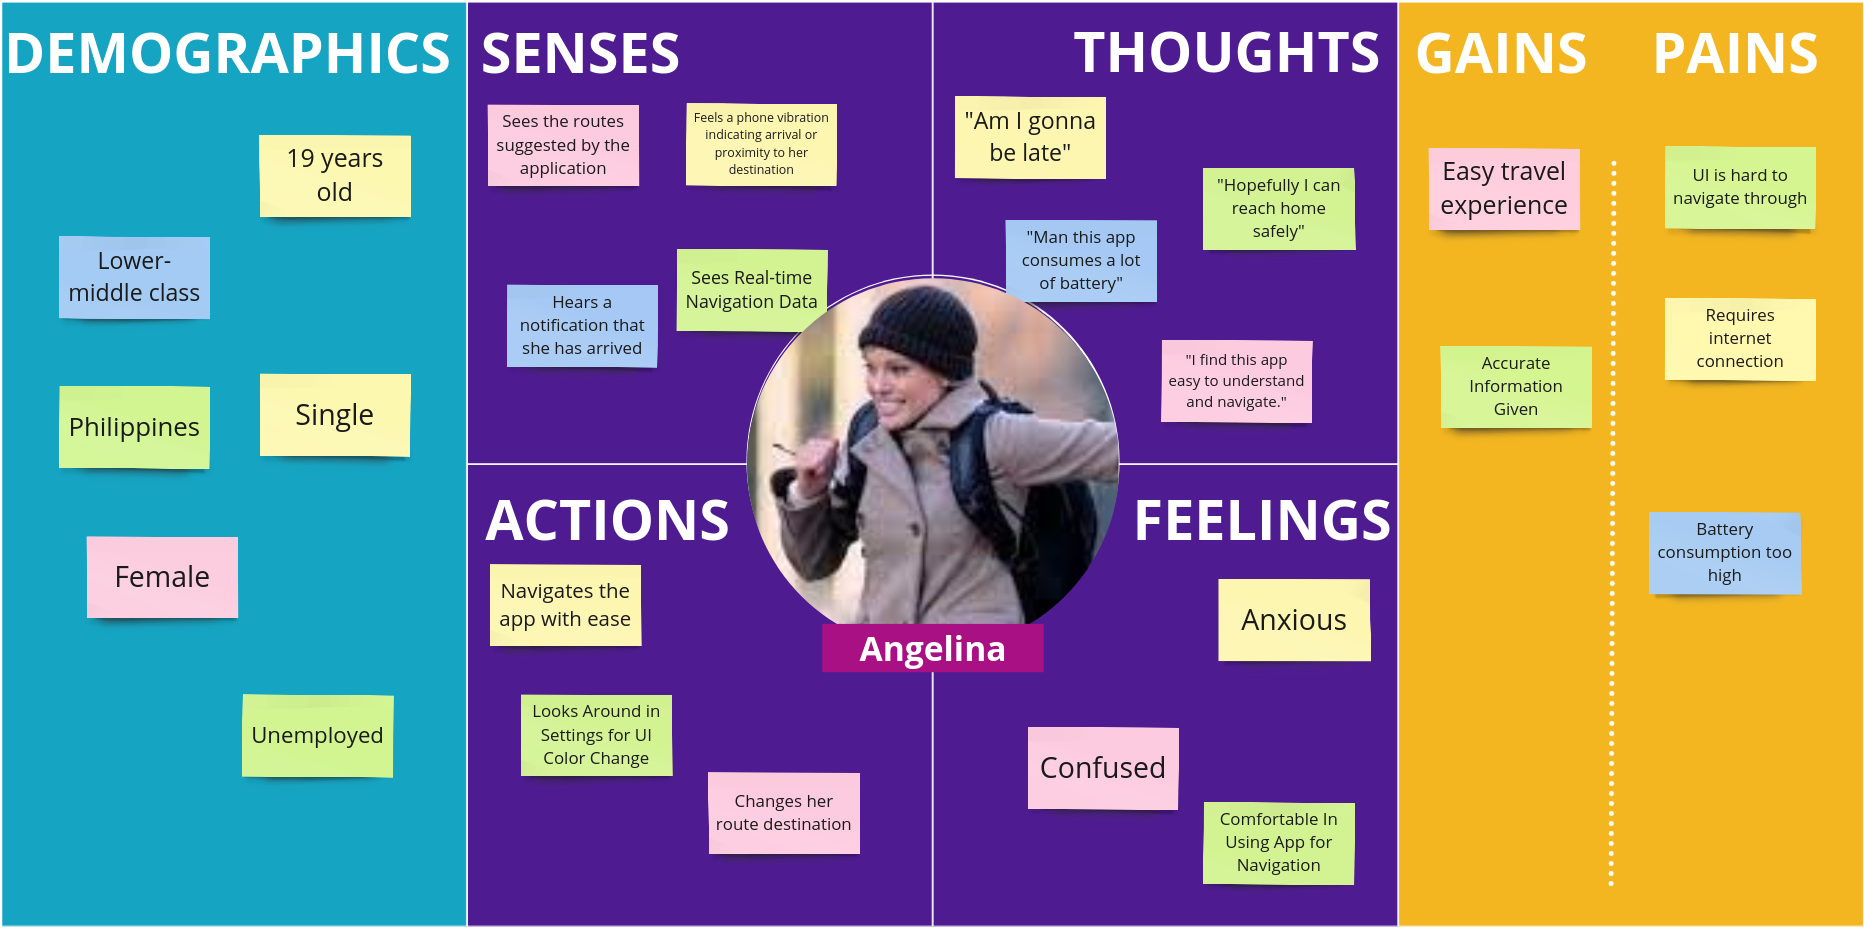 DEMOGRAPHICS
19 years
old
Lower-
middle class
Philippines
Single
Female
Unemployed
SENSES
Sees the routes
suggested by the
application
Feels a phone vibration
indicating arrival or
proximity to her
destination
Hears a
notification that
she has arrived
Sees Real-time
Navigation Data
THOUGHTS
"Am I gonna
be late"
"Hopefully I can
reach home
safely"
"Man this app
consumes a lot
of battery"
"I find this app
easy to understand
and navigate."
Angelina
ACTIONS
Navigates the
app with ease
Looks Around in
Settings for UI
Color Change
Changes her
route destination
FEELINGS
Anxious
Confused
Comfortable In
Using App for
Navigation
GAINS
Easy travel
experience
Accurate
Information
Given
PAINS
UI is hard to
navigate through
Requires
internet
connection
Battery
consumption too
high